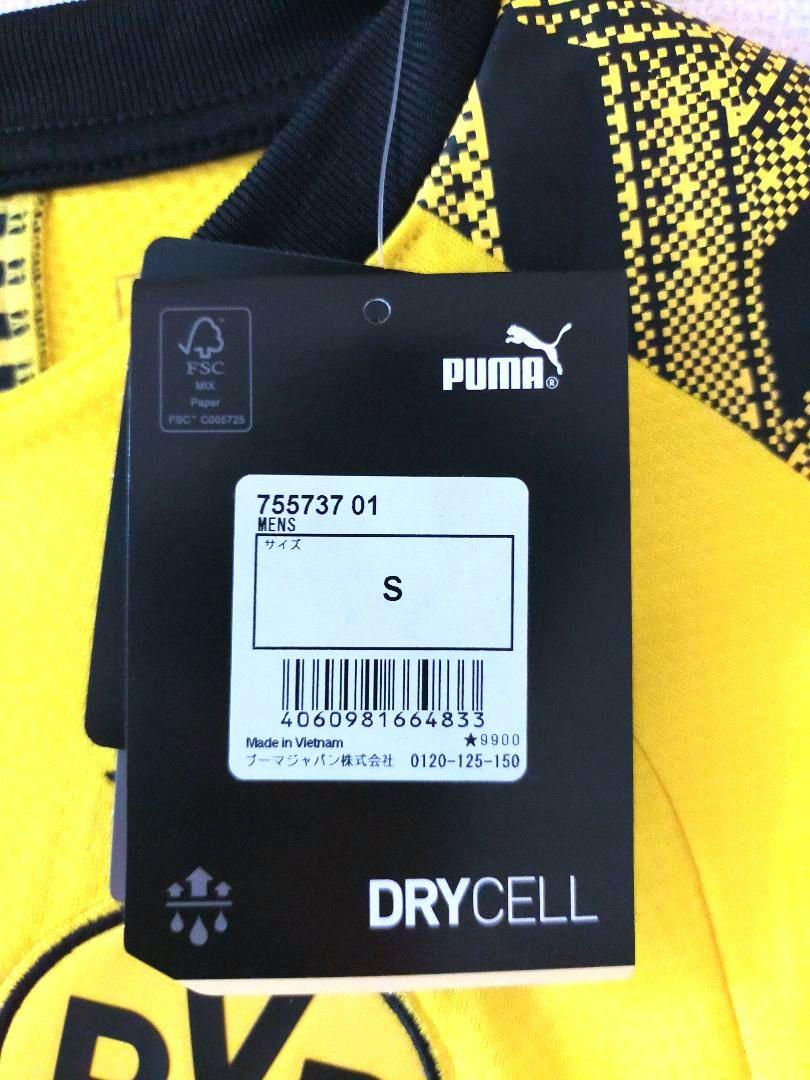 FSC
MIX
Paper
FSC™ C005725
PUMA®
755737 01
MENS
サイズ
S
4060981664833
Made in Vietnam
★9900
プーマジャパン株式会社 0120-125-150
DRYCELL
BVB